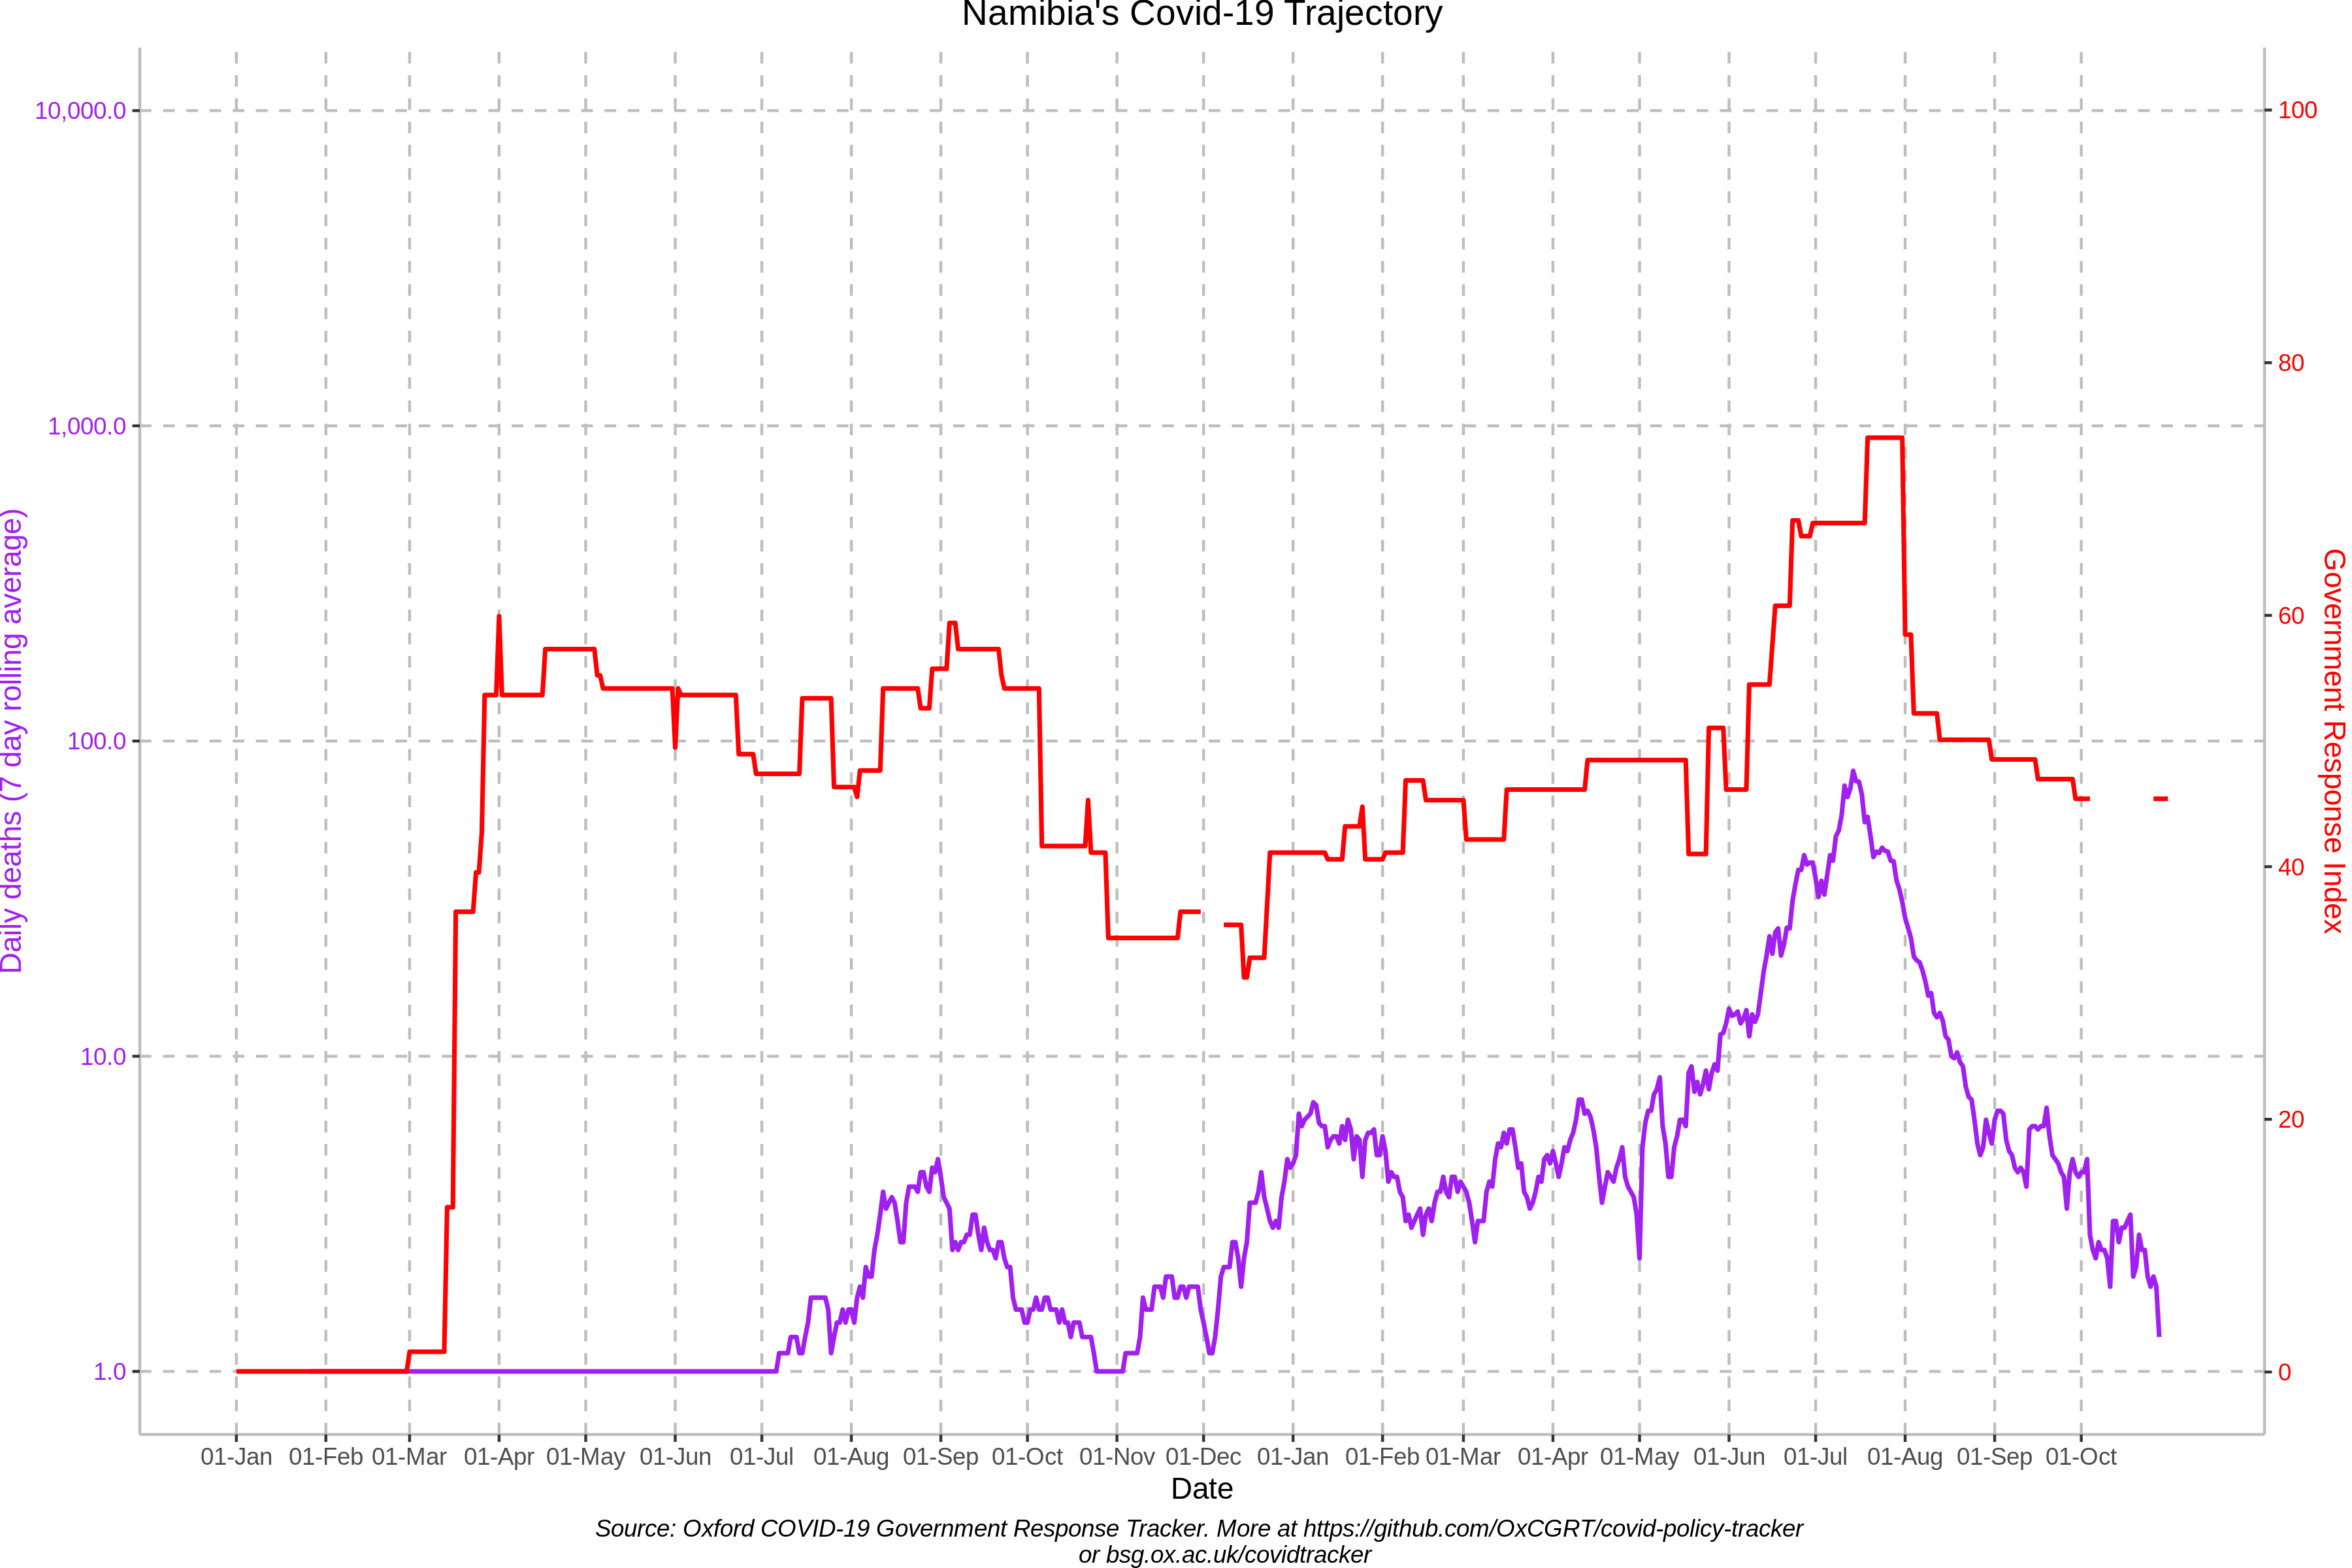 Namibia's Covid-19 Trajectory
10,000.0
1,000.0
100.0
10.0
1.0
Daily deaths (7 day rolling average)
100
80
60
40
20
0
Government Response Index
01-Jan 01-Feb 01-Mar 01-Apr 01-May 01-Jun 01-Jul 01-Aug 01-Sep 01-Oct 01-Nov 01-Dec 01-Jan 01-Feb 01-Mar 01-Apr 01-May 01-Jun 01-Jul 01-Aug 01-Sep 01-Oct
Date
Source: Oxford COVID-19 Government Response Tracker. More at https://github.com/OxCGRT/covid-policy-tracker
or bsg.ox.ac.uk/covidtracker